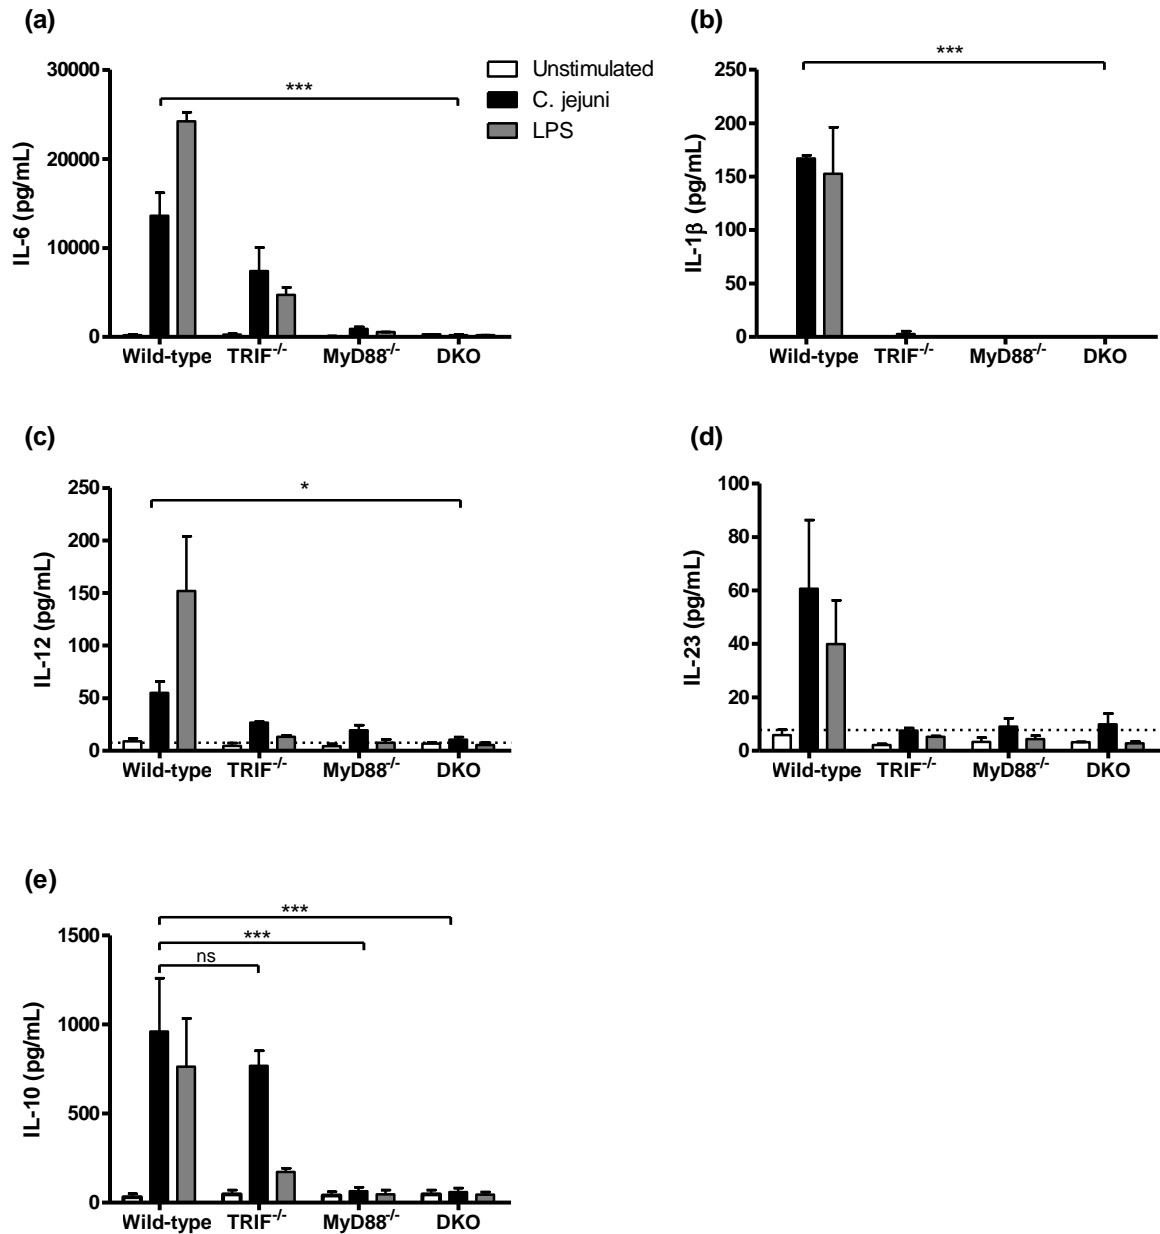 (a)
30000
20000
10000
0
IL-6 (pg/mL)
***
Wild-type TRIF-/- MyD88-/- DKO
Unstimulated
C. jejuni
LPS
(b)
250
200
150
100
50
0
IL-1β (pg/mL)
***
Wild-type TRIF-/- MyD88-/- DKO
(c)
250
200
150
100
50
0
IL-12 (pg/mL)
*
Wild-type TRIF-/- MyD88-/- DKO
(d)
100
80
60
40
20
0
IL-23 (pg/mL)
Wild-type TRIF-/- MyD88-/- DKO
(e)
1500
1000
500
0
IL-10 (pg/mL)
***
***
ns
Wild-type TRIF-/- MyD88-/- DKO